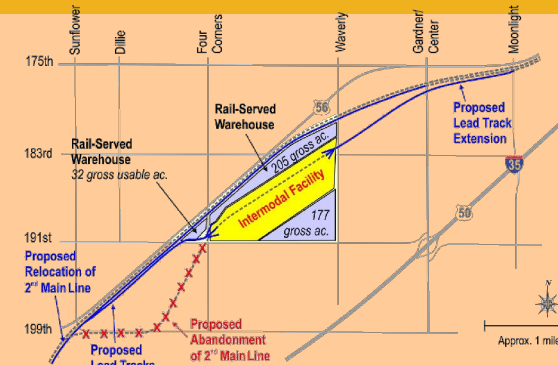 Sunflower
Dillie
Four
Corners
Waverly
Gardner/
Center
Moonlight
175th
56
Rail-Served
Warehouse
205 gross ac.
Proposed
Lead Track
Extension
Rail-Served
Warehouse
32 gross usable ac.
183rd
35
Intermodal Facility
177
gross ac.
50
191st
Proposed
Relocation of
2nd Main Line
N
199th
Proposed
Abandonment
of 2nd Main Line
Approx. 1 mile
Proposed
Lead Tracks